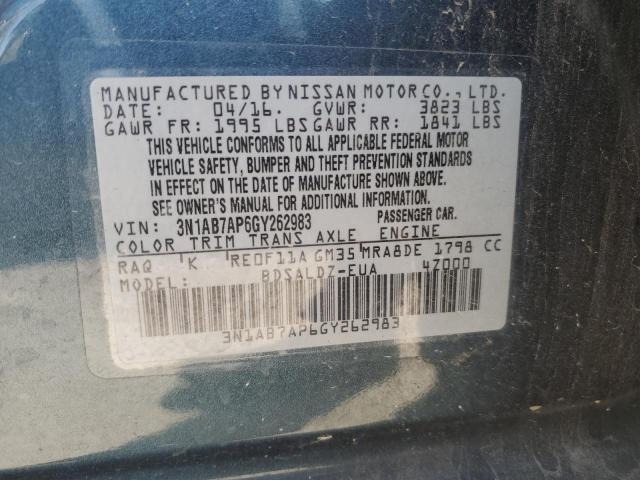 MANUFACTURED BY NISSAN MOTOR CO., LTD.
DATE: 04/16. GVWR: 3823 LBS
GAWR FR: 1995 LBS GAWR RR: 1841 LBS
THIS VEHICLE CONFORMS TO ALL APPLICABLE FEDERAL MOTOR
VEHICLE SAFETY, BUMPER AND THEFT PREVENTION STANDARDS
IN EFFECT ON THE DATE OF MANUFACTURE SHOWN ABOVE.
SEE OWNER'S MANUAL FOR ADDITIONAL INFORMATION.
VIN: 3N1AB7AP6GY262983 PASSENGER CAR.
COLOR TRIM TRANS AXLE ENGINE
RAQ K RE0F11A GM35 MRA8DE 1798 CC
MODEL: BDSALDZ-EUA 4Z000
3N1AB7AP6GY262983